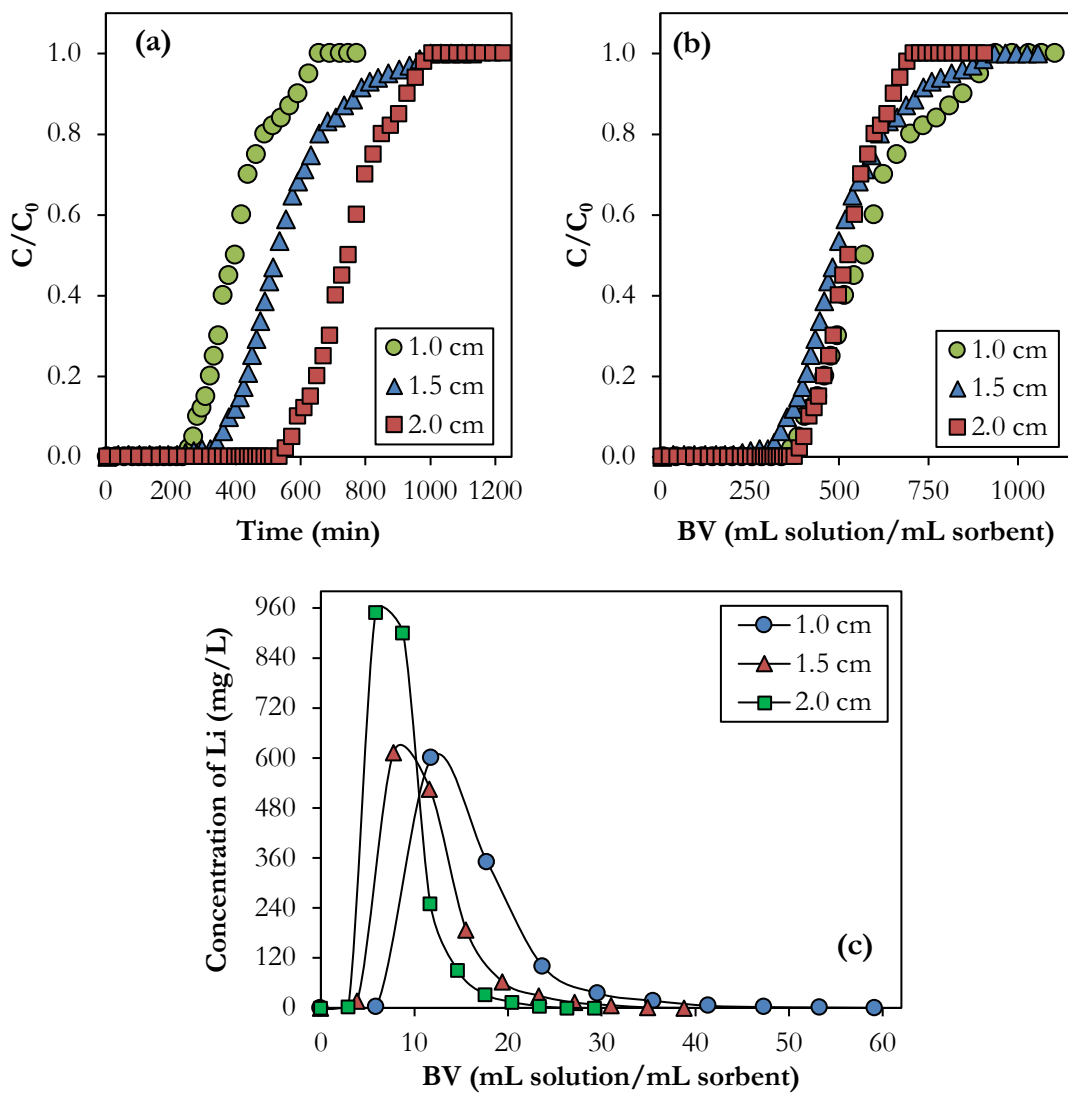 (a)
1.0
0.8
0.6
0.4
0.2
0.0
C/C0
1.0 cm
1.5 cm
2.0 cm
0 200 400 600 800 1000 1200
Time (min)
(b)
1.0
0.8
0.6
0.4
0.2
0.0
C/C0
1.0 cm
1.5 cm
2.0 cm
0 250 500 750 1000
BV (mL solution/mL sorbent)
960
840
720
600
480
360
240
120
0
Concentration of Li (mg/L)
1.0 cm
1.5 cm
2.0 cm
(c)
0 10 20 30 40 50 60
BV (mL solution/mL sorbent)